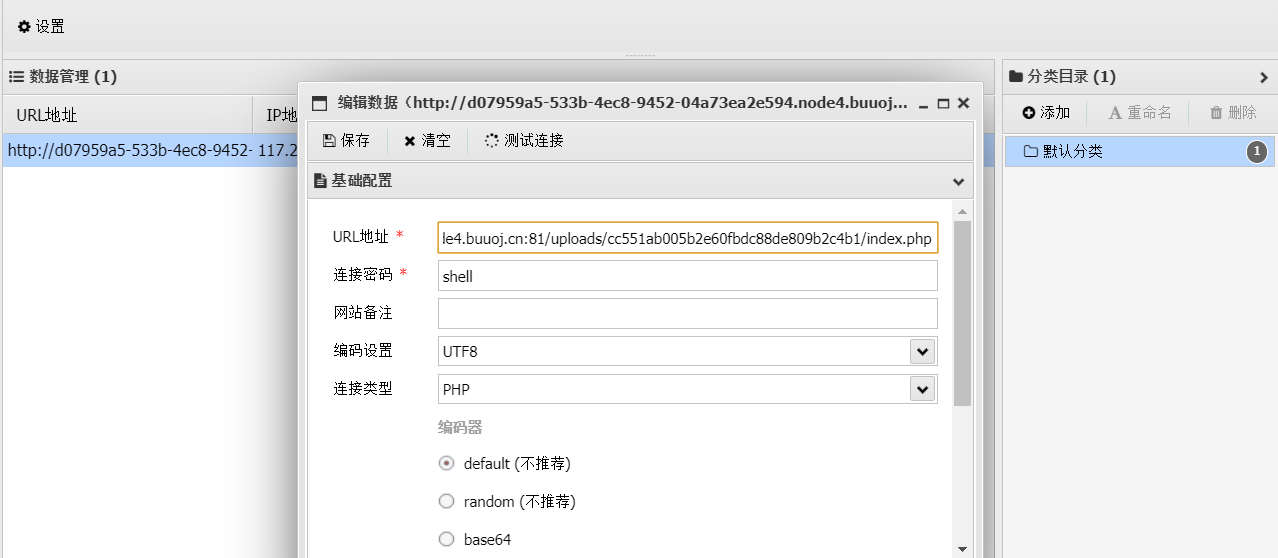 设置
数据管理 (1)
URL地址 IP地
http://d07959a5-533b-4ec8-9452- 117.2
编辑数据（http://d07959a5-533b-4ec8-9452-04a73ea2e594.node4.buuoj...
保存 清空 测试连接
基础配置
URL地址 * le4.buuoj.cn:81/uploads/cc551ab005b2e60fbdc88de809b2c4b1/index.php
连接密码 * shell
网站备注
编码设置 UTF8
连接类型 PHP
编码器
default (不推荐)
random (不推荐)
base64
分类目录 (1)
添加 重命名 删除
默认分类 1